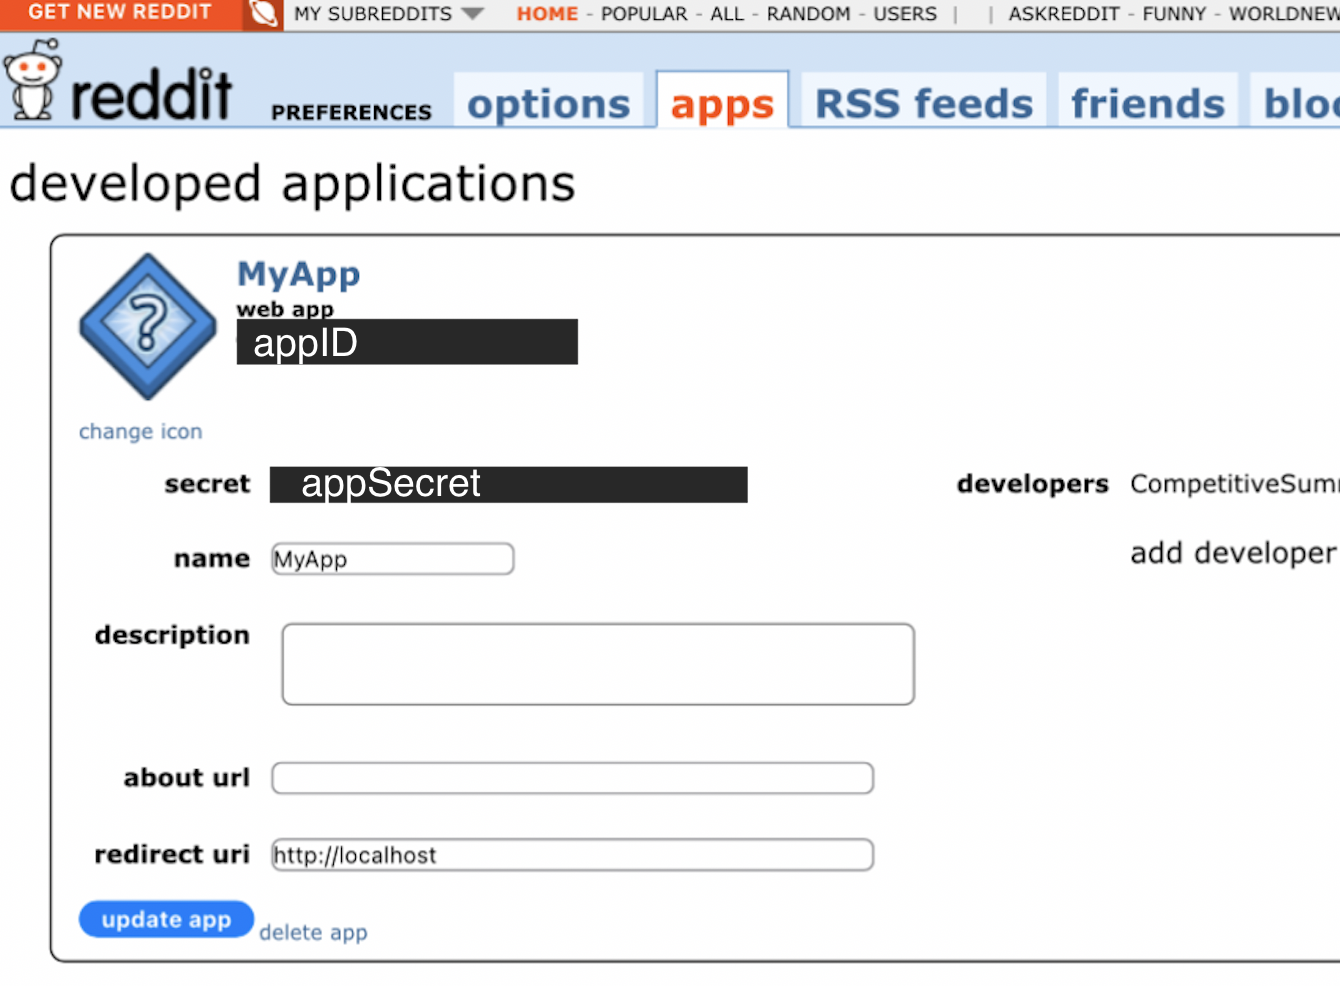 GET NEW REDDIT MY SUBREDDITS HOME - POPULAR - ALL - RANDOM - USERS | | ASKREDDIT - FUNNY - WORLDNEW
reddit PREFERENCES options apps RSS feeds friends bloc
developed applications
MyApp
web app
appID
?
change icon
secret appSecret developers CompetitiveSum
name MyApp
add developer
description
about url
redirect uri http://localhost
update app delete app